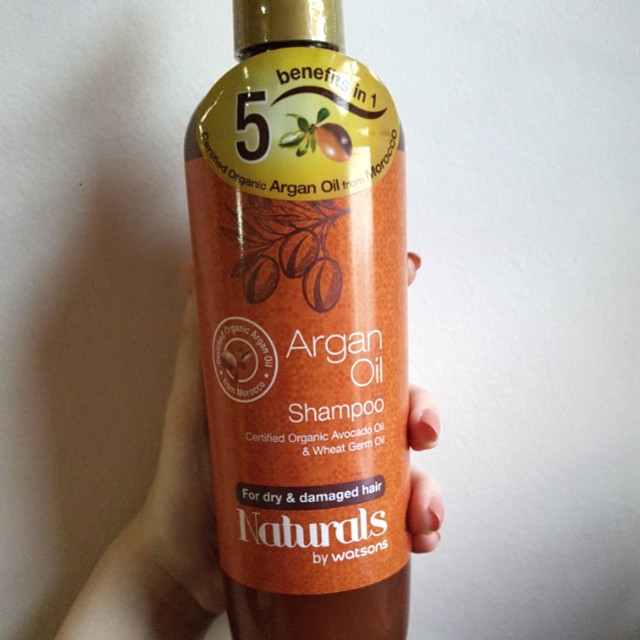 5 benefits in 1
Certified Organic Argan Oil from Morocco
Certified Organic Argan Oil
from Morocco
Argan
Oil
Shampoo
Certified Organic Avocado Oil
& Wheat Germ Oil
For dry & damaged hair
Naturals
by watsons